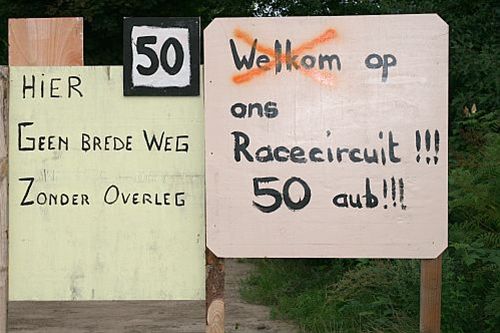 HIER
GEEN BREDE WEG
ZONDER OVERLEG
50
Welkom op
ons
Racecircuit !!!
50 aub!!!